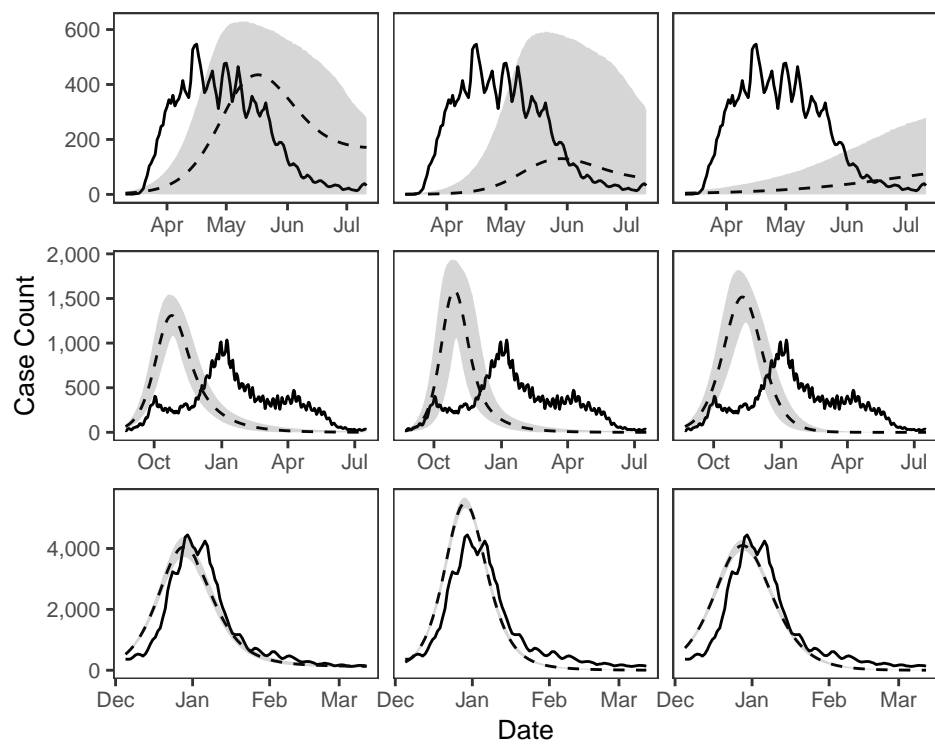 600
400
200
0
Apr May Jun Jul Apr May Jun Jul Apr May Jun Jul
2,000
1,500
1,000
500
0
Oct Jan Apr Jul Oct Jan Apr Jul Oct Jan Apr Jul
4,000
2,000
0
Dec Jan Feb Mar Dec Jan Feb Mar Dec Jan Feb Mar
Case Count
Date